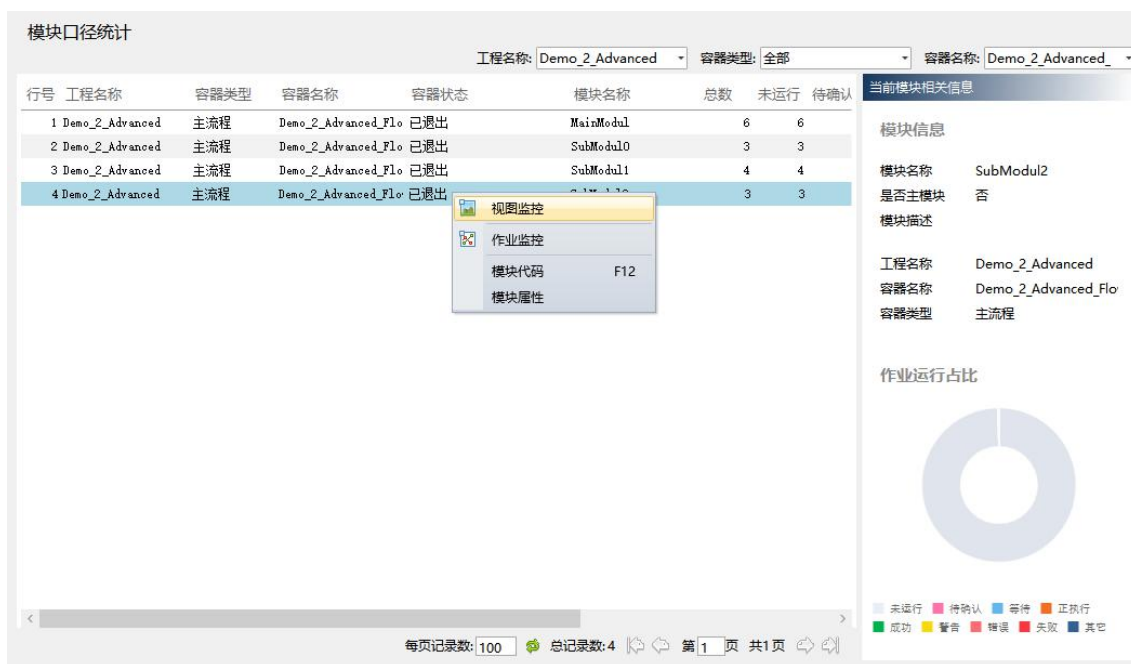 模块口径统计
工程名称: Demo_2_Advanced 容器类型: 全部 容器名称: Demo_2_Advanced_
行号 工程名称 容器类型 容器名称 容器状态 模块名称 总数 未运行 待确认
1 Demo_2_Advanced 主流程 Demo_2_Advanced_Flo 已退出 MainModul 6 6
2 Demo_2_Advanced 主流程 Demo_2_Advanced_Flo 已退出 SubModul0 3 3
3 Demo_2_Advanced 主流程 Demo_2_Advanced_Flo 已退出 SubModul1 4 4
4 Demo_2_Advanced 主流程 Demo_2_Advanced_Flo 已退出 3 3
视图监控
作业监控
模块代码 F12
模块属性
每页记录数: 100 总记录数:4 第 1 页 共1页
当前模块相关信息
模块信息
模块名称 SubModul2
是否主模块 否
模块描述
工程名称 Demo_2_Advanced
容器名称 Demo_2_Advanced_Flo
容器类型 主流程
作业运行占比
未运行 待确认 等待 正执行
成功 警告 错误 失败 其它